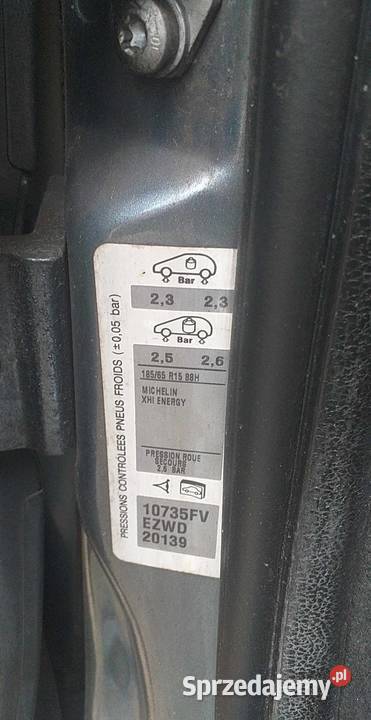 Bar
2,3 2,3
Bar
2,5 2,6
185/65 R15 88H
MICHELIN
XHI ENERGY
PRESSION ROUE
SECOURS
2,6 BAR
10735FV
EZWD
20139
PRESSIONS CONTROLEES PNEUS FROIDS (±0,05 bar)
Sprzedajemy.pl